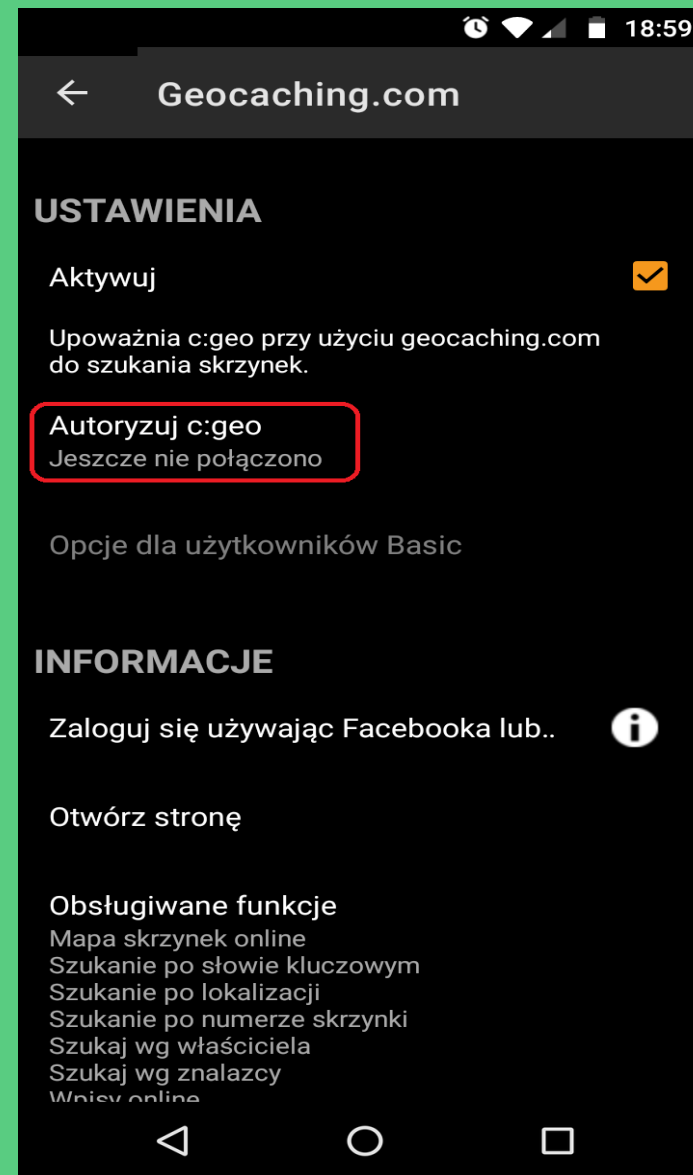 18:59
Geocaching.com
USTAWIENIA
Aktywuj
Upoważnia c:geo przy użyciu geocaching.com
do szukania skrzynek.
Autoryzuj c:geo
Jeszcze nie połączono
Opcje dla użytkowników Basic
INFORMACJE
Zaloguj się używając Facebooka lub..
Otwórz stronę
Obsługiwane funkcje
Mapa skrzynek online
Szukanie po słowie kluczowym
Szukanie po lokalizacji
Szukanie po numerze skrzynki
Szukaj wg właściciela
Szukaj wg znalazcy
Wpisy online